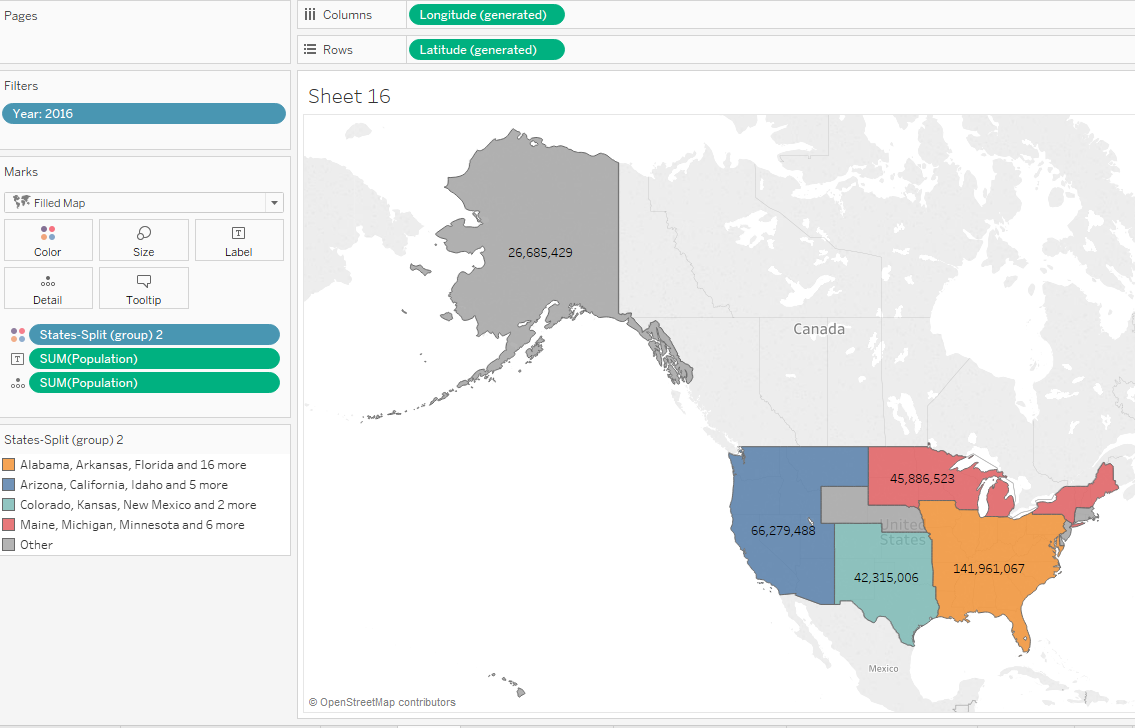 Pages
Columns
Longitude (generated)
Rows
Latitude (generated)
Filters
Year: 2016
Marks
Filled Map
Color
Size
Label
Detail
Tooltip
States-Split (group) 2
SUM(Population)
SUM(Population)
States-Split (group) 2
Alabama, Arkansas, Florida and 16 more
Arizona, California, Idaho and 5 more
Colorado, Kansas, New Mexico and 2 more
Maine, Michigan, Minnesota and 6 more
Other
Sheet 16
26,685,429
Canada
45,886,523
United
States
66,279,488
42,315,006
141,961,067
Mexico
© OpenStreetMap contributors